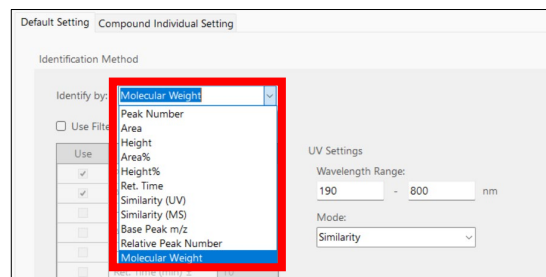 Default Setting Compound Individual Setting
Identification Method
Identify by: Molecular Weight
Peak Number
Area
Height
Area%
Height%
Ret. Time
Similarity (UV)
Similarity (MS)
Base Peak m/z
Relative Peak Number
Molecular Weight
Use Filte
Use
UV Settings
Wavelength Range:
190 - 800 nm
Mode:
Similarity